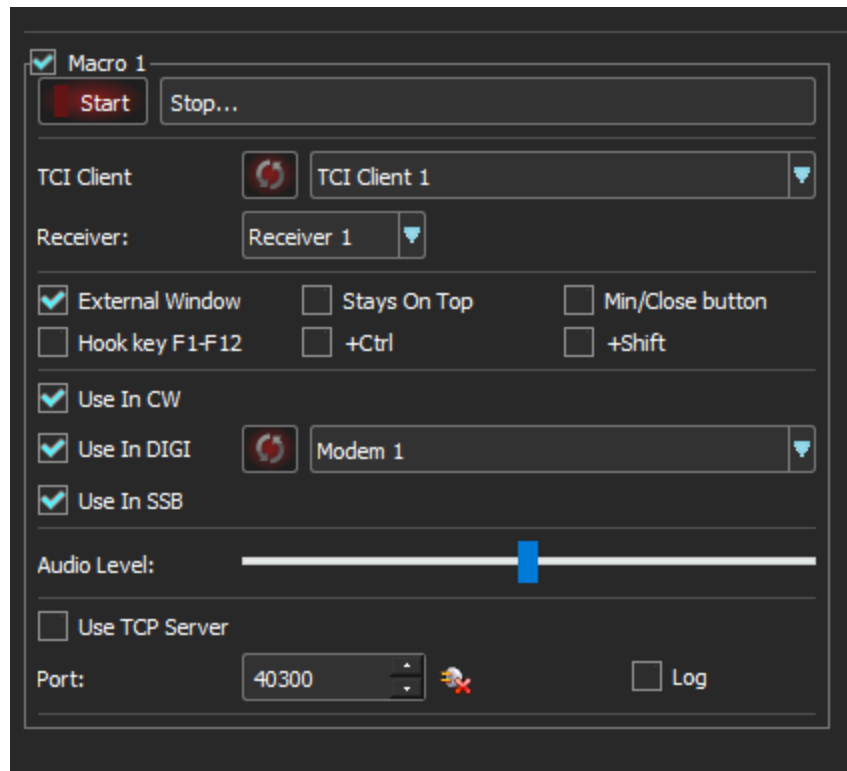 Macro 1
Start Stop...
TCI Client TCI Client 1
Receiver: Receiver 1
External Window Stays On Top Min/Close button
Hook key F1-F12 +Ctrl +Shift
Use In CW
Use In DIGI Modem 1
Use In SSB
Audio Level:
Use TCP Server
Port: 40300 Log